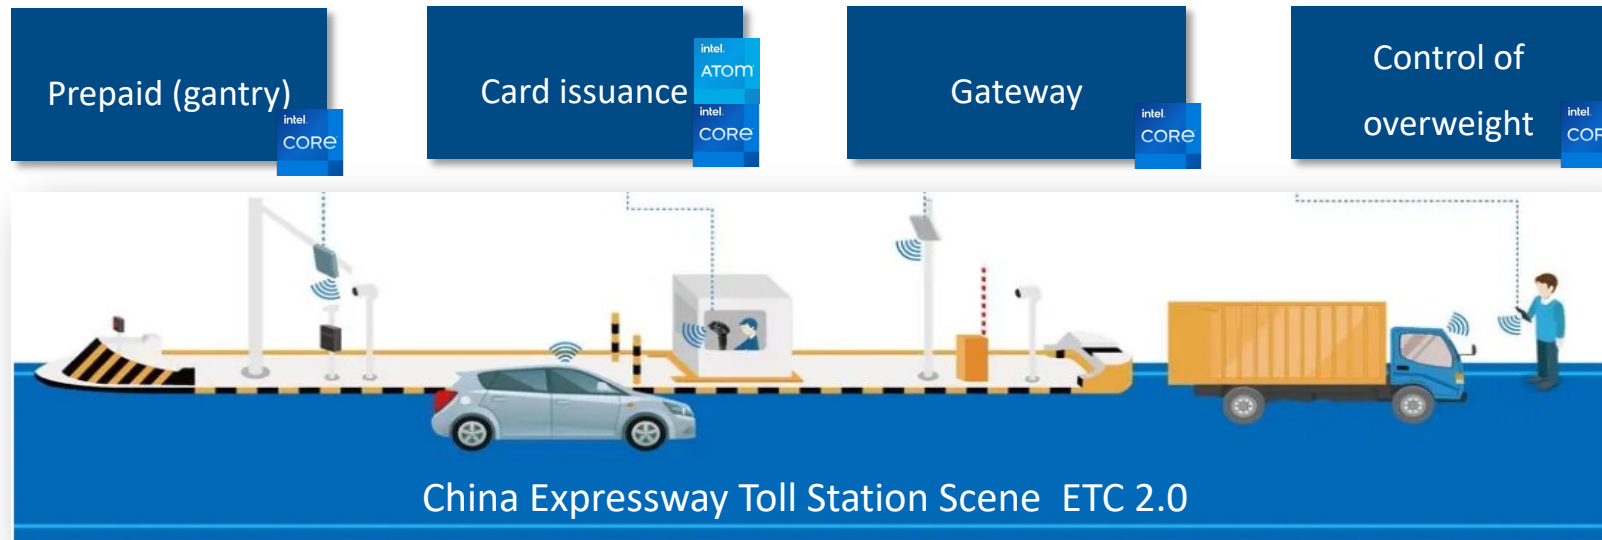 Prepaid (gantry)
intel.
CORE
Card issuance
intel.
ATOM
intel.
CORE
Gateway
intel.
CORE
Control of
overweight
intel.
COR
China Expressway Toll Station Scene ETC 2.0